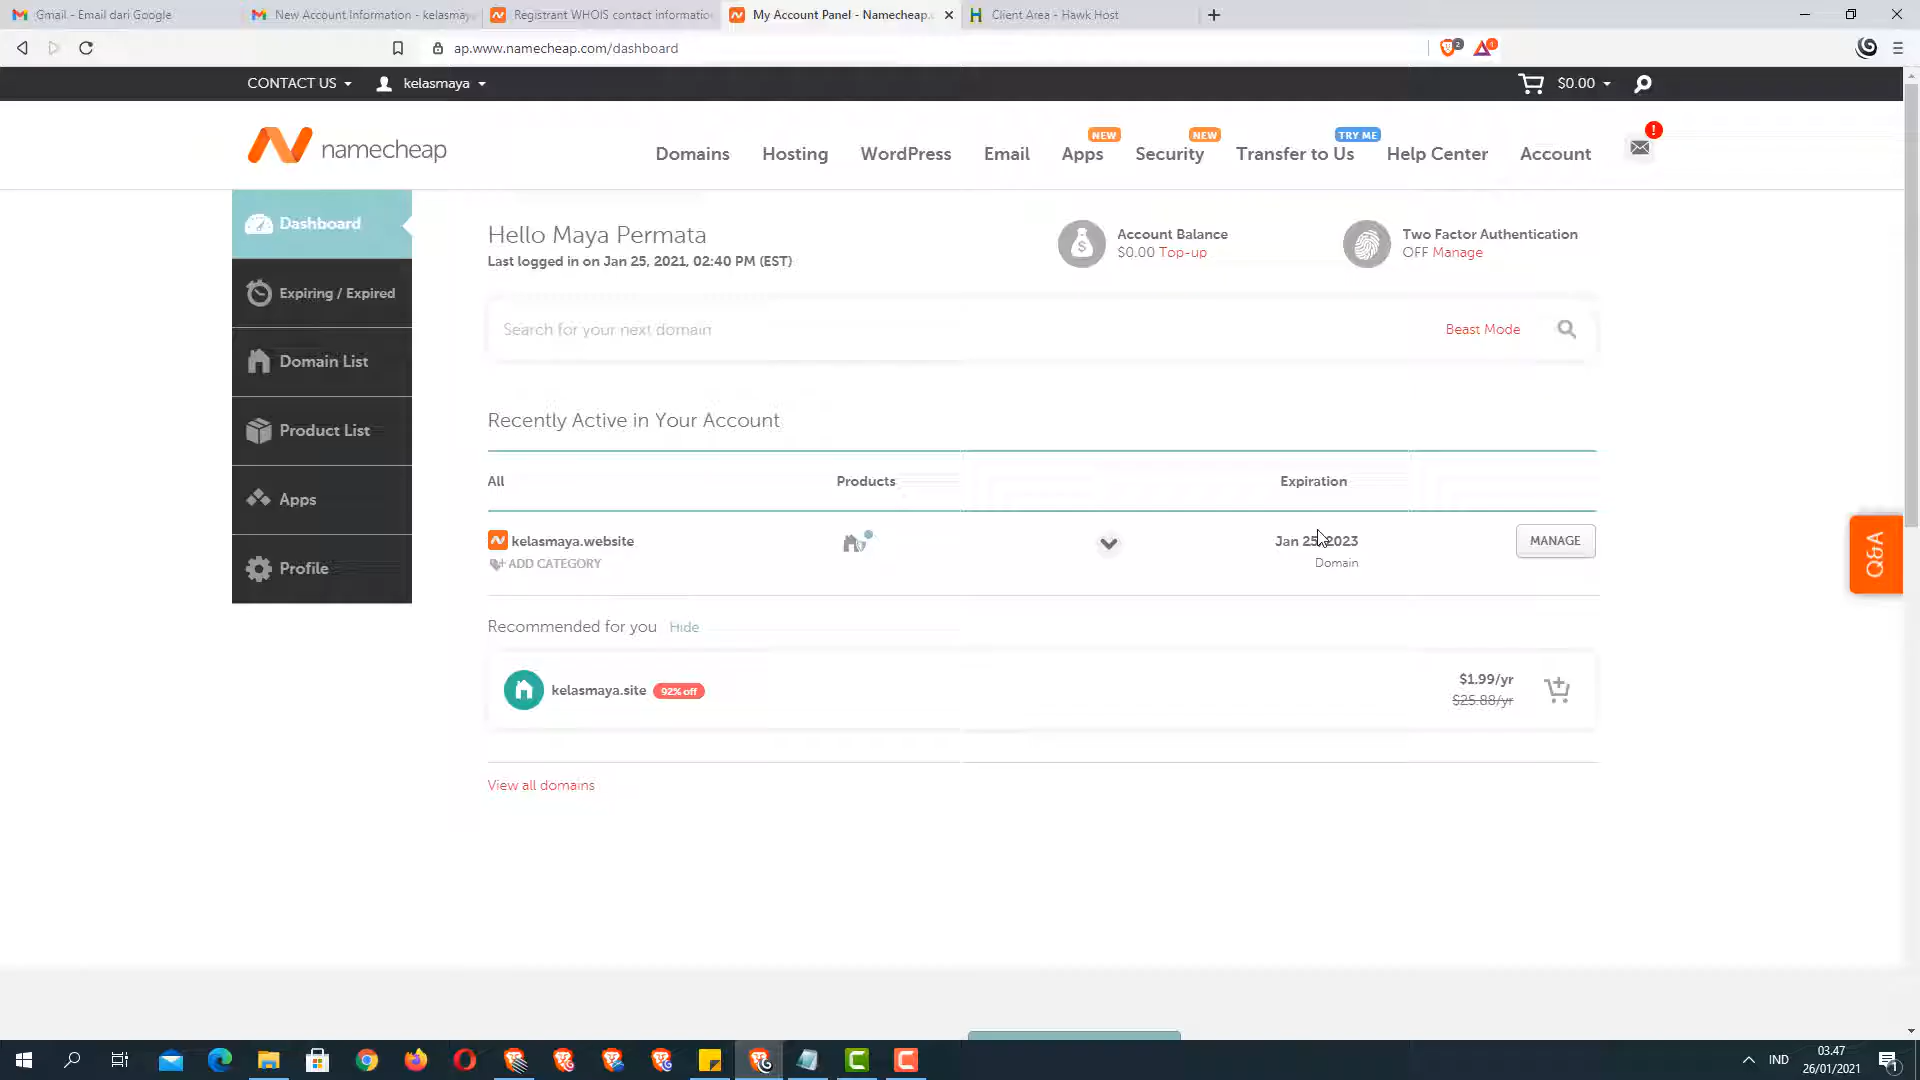 Gmail - Email dari Google
New Account Information - kelasmay
Registrant WHOIS contact informatio
My Account Panel - Namecheap.c
Client Area - Hawk Host
ap.www.namecheap.com/dashboard
2
1
CONTACT US
kelasmaya
$0.00
namecheap
Domains
Hosting
WordPress
Email
NEW
Apps
NEW
Security
TRY ME
Transfer to Us
Help Center
Account
!
Dashboard
Expiring / Expired
Domain List
Product List
Apps
Profile
Hello Maya Permata
Last logged in on Jan 25, 2021, 02:40 PM (EST)
Account Balance
$0.00 Top-up
Two Factor Authentication
OFF Manage
Search for your next domain
Beast Mode
Recently Active in Your Account
All
Products
Expiration
kelasmaya.website
ADD CATEGORY
Jan 25, 2023
Domain
MANAGE
Recommended for you Hide
kelasmaya.site 92% off
$1.99/yr
$25.88/yr
View all domains
Q&A
IND
03.47
26/01/2021
1